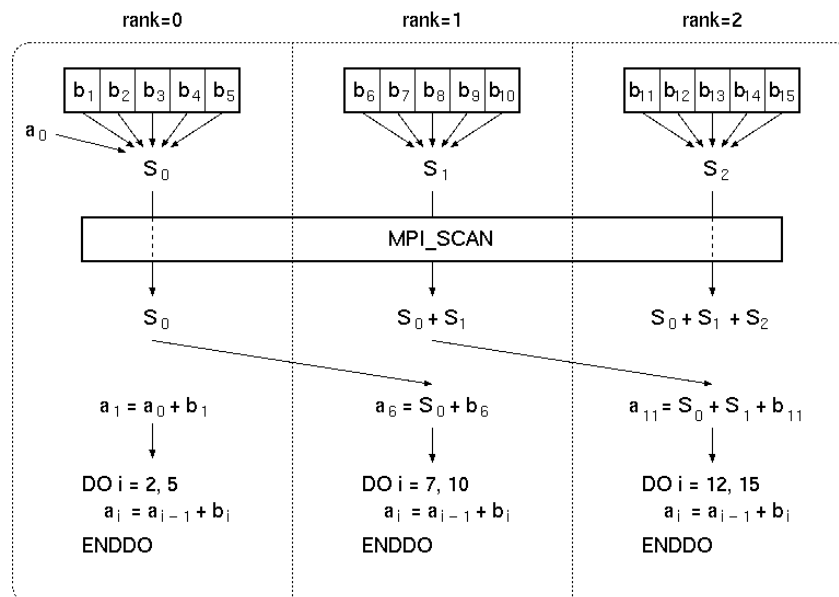 rank=0 rank=1 rank=2
b₁ b₂ b₃ b₄ b₅ b₆ b₇ b₈ b₉ b₁₀ b₁₁ b₁₂ b₁₃ b₁₄ b₁₅
a₀
S₀ S₁ S₂
MPI_SCAN
S₀ S₀ + S₁ S₀ + S₁ + S₂
a₁ = a₀ + b₁ a₆ = S₀ + b₆ a₁₁ = S₀ + S₁ + b₁₁
DO i = 2, 5 DO i = 7, 10 DO i = 12, 15
aᵢ = aᵢ₋₁ + bᵢ aᵢ = aᵢ₋₁ + bᵢ aᵢ = aᵢ₋₁ + bᵢ
ENDDO ENDDO ENDDO